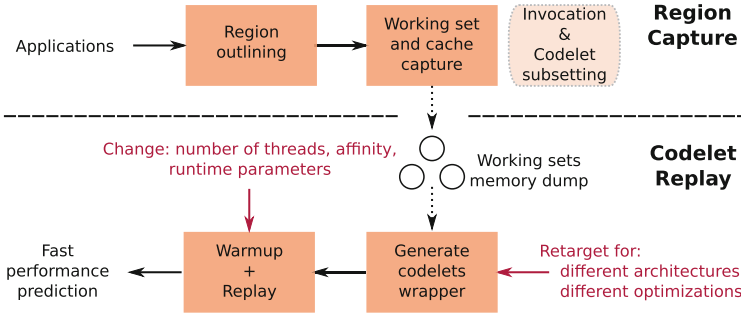 Applications
Region
outlining
Working set
and cache
capture
Invocation
&
Codelet
subsetting
Region
Capture
Change: number of threads, affinity,
runtime parameters
Working sets
memory dump
Codelet
Replay
Fast
performance
prediction
Warmup
+
Replay
Generate
codelets
wrapper
Retarget for:
different architectures
different optimizations